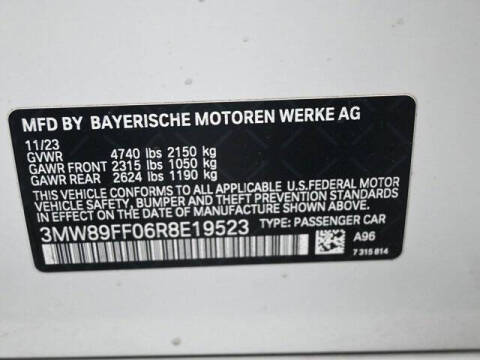 MFD BY BAYERISCHE MOTOREN WERKE AG
11/23
GVWR 4740 lbs 2150 kg
GAWR FRONT 2315 lbs 1050 kg
GAWR REAR 2624 lbs 1190 kg
THIS VEHICLE CONFORMS TO ALL APPLICABLE U.S. FEDERAL MOTOR
VEHICLE SAFETY, BUMPER AND THEFT PREVENTION STANDARDS
IN EFFECT ON THE DATE OF MANUFACTURE SHOWN ABOVE.
3MW89FF06R8E19523 TYPE: PASSENGER CAR
A96
7 315 814